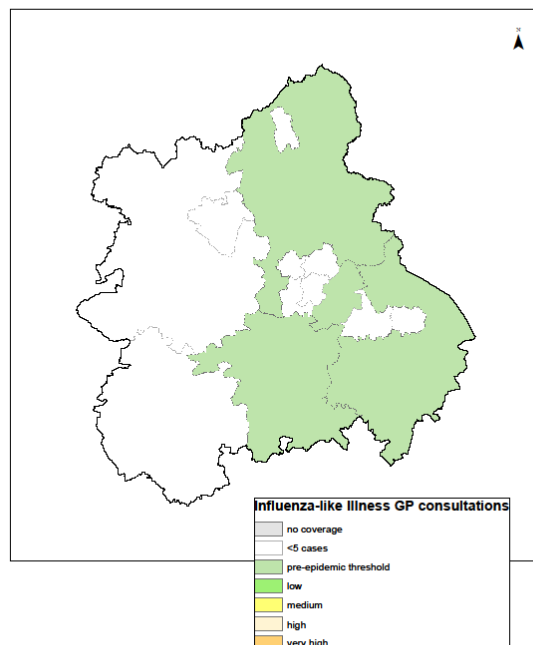 Influenza-like Illness GP consultations
no coverage
<5 cases
pre-epidemic threshold
low
medium
high
very high